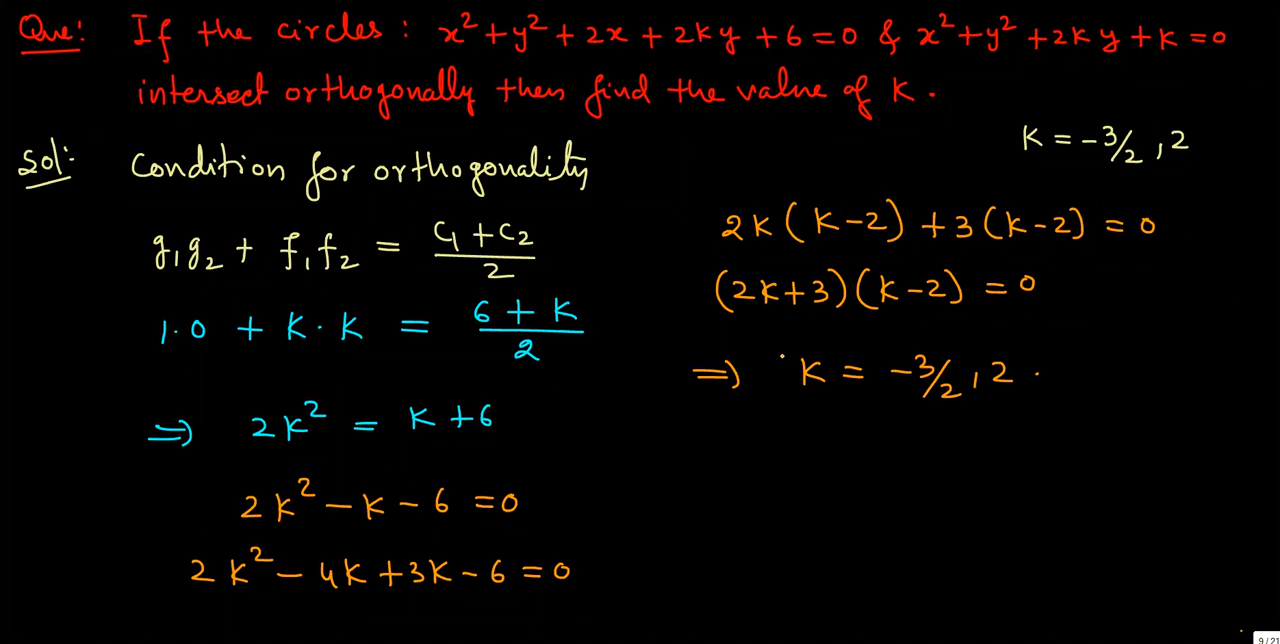 Que: If the circles: x²+y²+2x+2ky+6=0 & x²+y²+2ky+k=0
intersect orthogonally then find the value of k.
Sol: Condition for orthogonality
g₁g₂ + f₁f₂ = (c₁+c₂)/2
1.0 + k·k = (6+k)/2
⇒ 2k² = k+6
2k² - k - 6 = 0
2k² - 4k + 3k - 6 = 0
k = -3/2, 2
2k(k-2) + 3(k-2) = 0
(2k+3)(k-2) = 0
⇒ k = -3/2, 2.
9/21